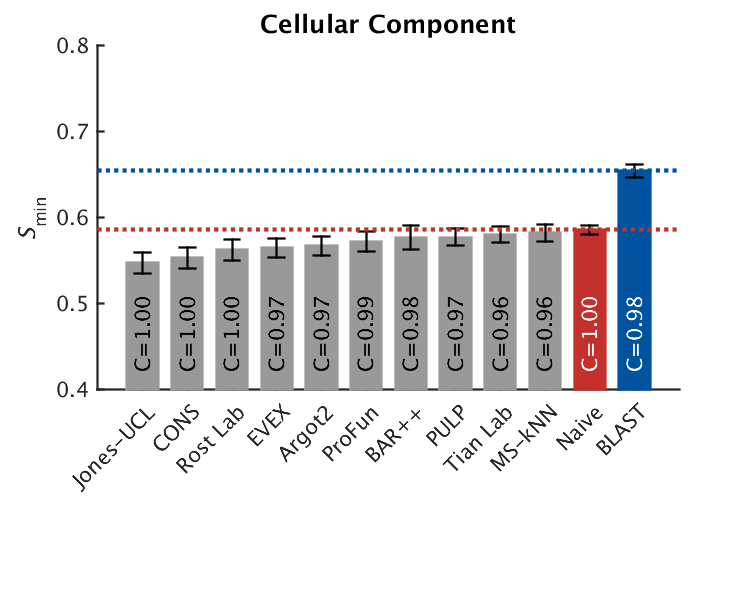 Cellular Component
0.8
0.7
0.6
0.5
0.4
Smin
C=1.00
C=1.00
C=1.00
C=0.97
C=0.97
C=0.99
C=0.98
C=0.97
C=0.96
C=0.96
C=1.00
C=0.98
Jones-UCL
CONS
Rost Lab
EVEX
Argot2
ProFun
BAR++
PULP
Tian Lab
MS-kNN
Naive
BLAST